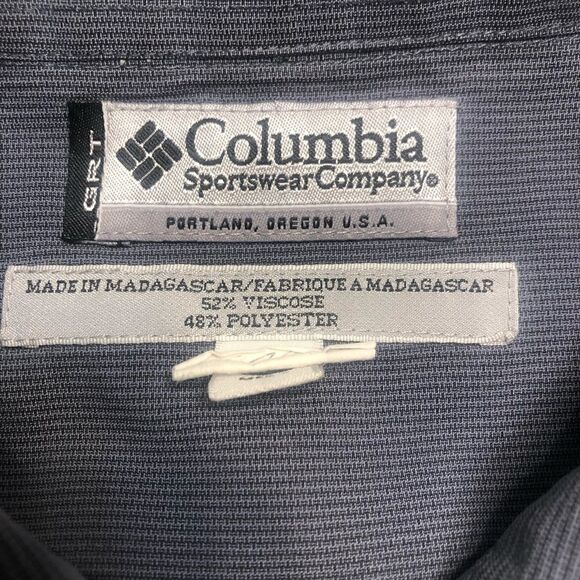 GRT
Columbia
Sportswear Company®
PORTLAND, OREGON U.S.A.
MADE IN MADAGASCAR/FABRIQUE A MADAGASCAR
52% VISCOSE
48% POLYESTER